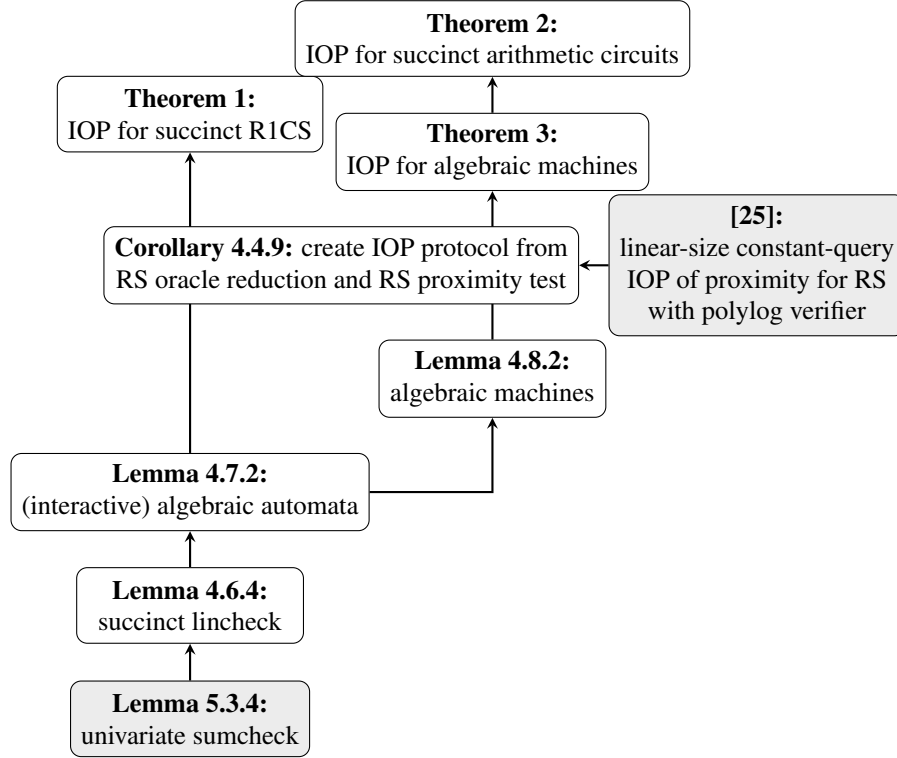 Theorem 2:
IOP for succinct arithmetic circuits
Theorem 1:
IOP for succinct R1CS
Theorem 3:
IOP for algebraic machines
Corollary 4.4.9: create IOP protocol from
RS oracle reduction and RS proximity test
[25]:
linear-size constant-query
IOP of proximity for RS
with polylog verifier
Lemma 4.8.2:
algebraic machines
Lemma 4.7.2:
(interactive) algebraic automata
Lemma 4.6.4:
succinct lincheck
Lemma 5.3.4:
univariate sumcheck